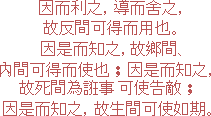 因而利之，導而舍之，
故反間可得而用也。
因是而知之，故鄉間、
內間可得而使也；因是而知之，
故死間為誑事 可使告敵；
因是而知之，故生間可使如期。